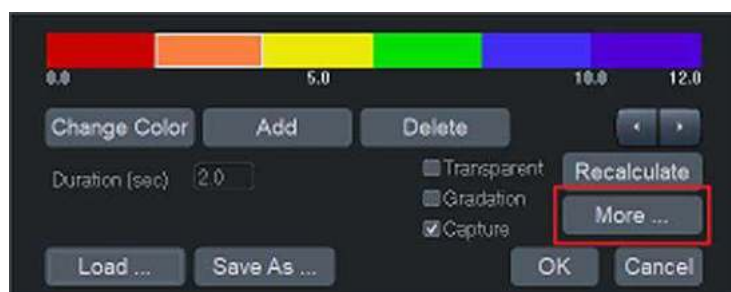 0.0 5.0 10.0 12.0
Change Color Add Delete
Duration (sec) 2.0 Transparent Recalculate
Gradation
More ...
Capture
Load ... Save As ... OK Cancel